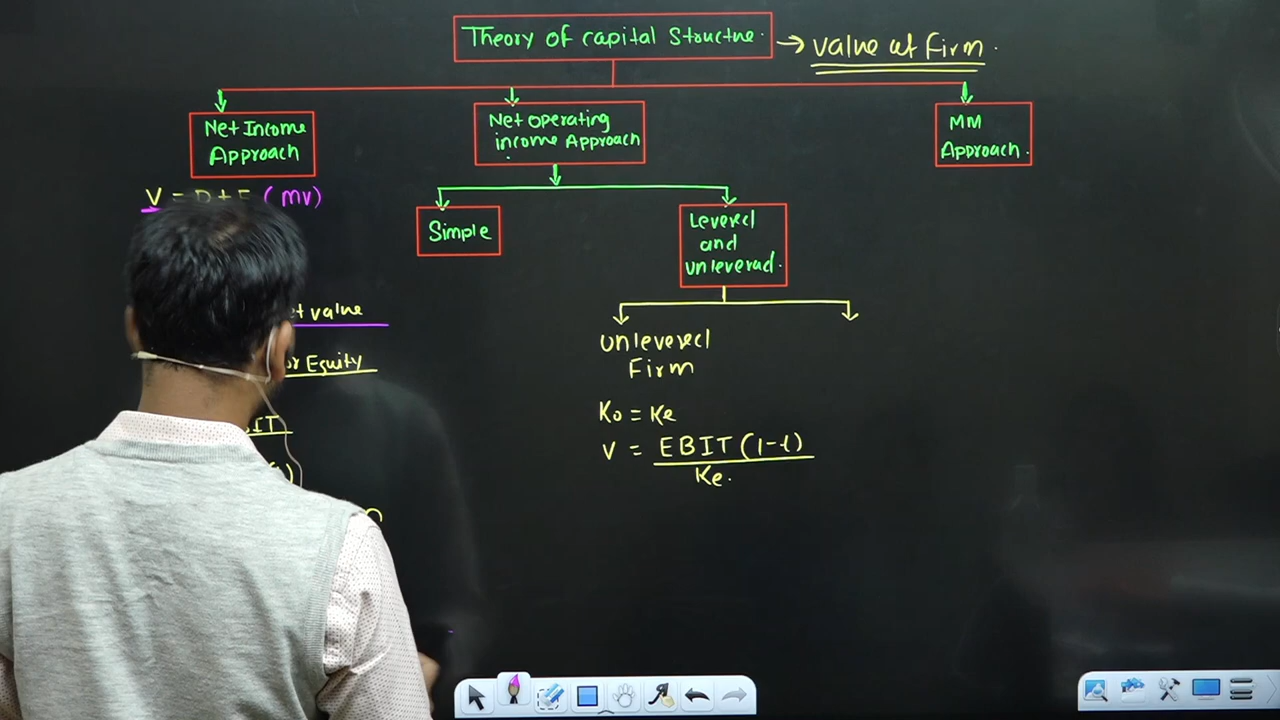 Theory of capital Structue.
→ value of Firm.
Net Income
Approach
Net operating
income Approach
MM
Approach.
V = D + E (mv)
Simple
Levered
and
unlevered.
value
Equity
Unlevered
Firm
Ko = Ke
V = EBIT(1-t)
Ke.